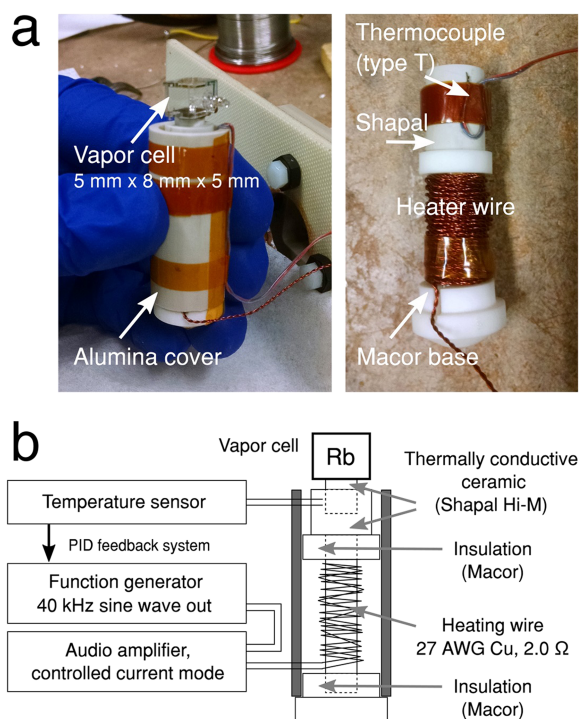 a
Vapor cell
5 mm x 8 mm x 5 mm
Alumina cover
Thermocouple
(type T)
Shapal
Heater wire
Macor base
b
Vapor cell
Rb
Thermally conductive
ceramic
(Shapal Hi-M)
Temperature sensor
PID feedback system
Insulation
(Macor)
Function generator
40 kHz sine wave out
Heating wire
27 AWG Cu, 2.0 Ω
Audio amplifier,
controlled current mode
Insulation
(Macor)